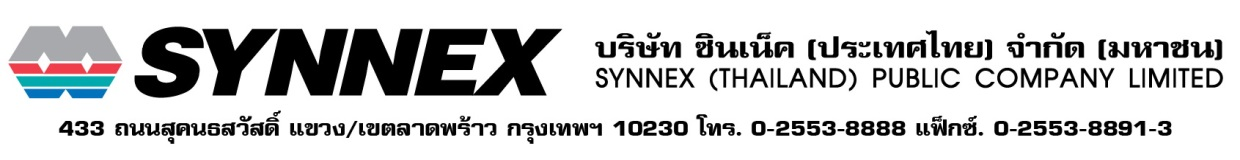 SYNNEX
บริษัท ซินเน็ค (ประเทศไทย) จำกัด (มหาชน)
SYNNEX (THAILAND) PUBLIC COMPANY LIMITED
433 ถนนสุคนธสวัสดิ์ แขวง/เขตลาดพร้าว กรุงเทพฯ 10230 โทร. 0-2553-8888 แฟ็กซ์. 0-2553-8891-3